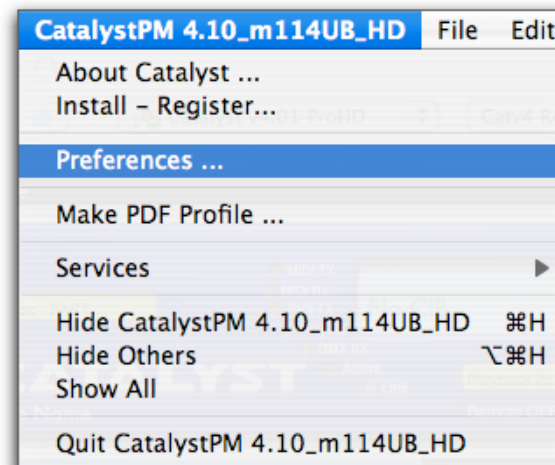 CatalystPM 4.10_m114UB_HD File Edit
About Catalyst ...
Install – Register...
Preferences ...
Make PDF Profile ...
Services
Hide CatalystPM 4.10_m114UB_HD ⌘H
Hide Others ⌥⌘H
Show All
Quit CatalystPM 4.10_m114UB_HD